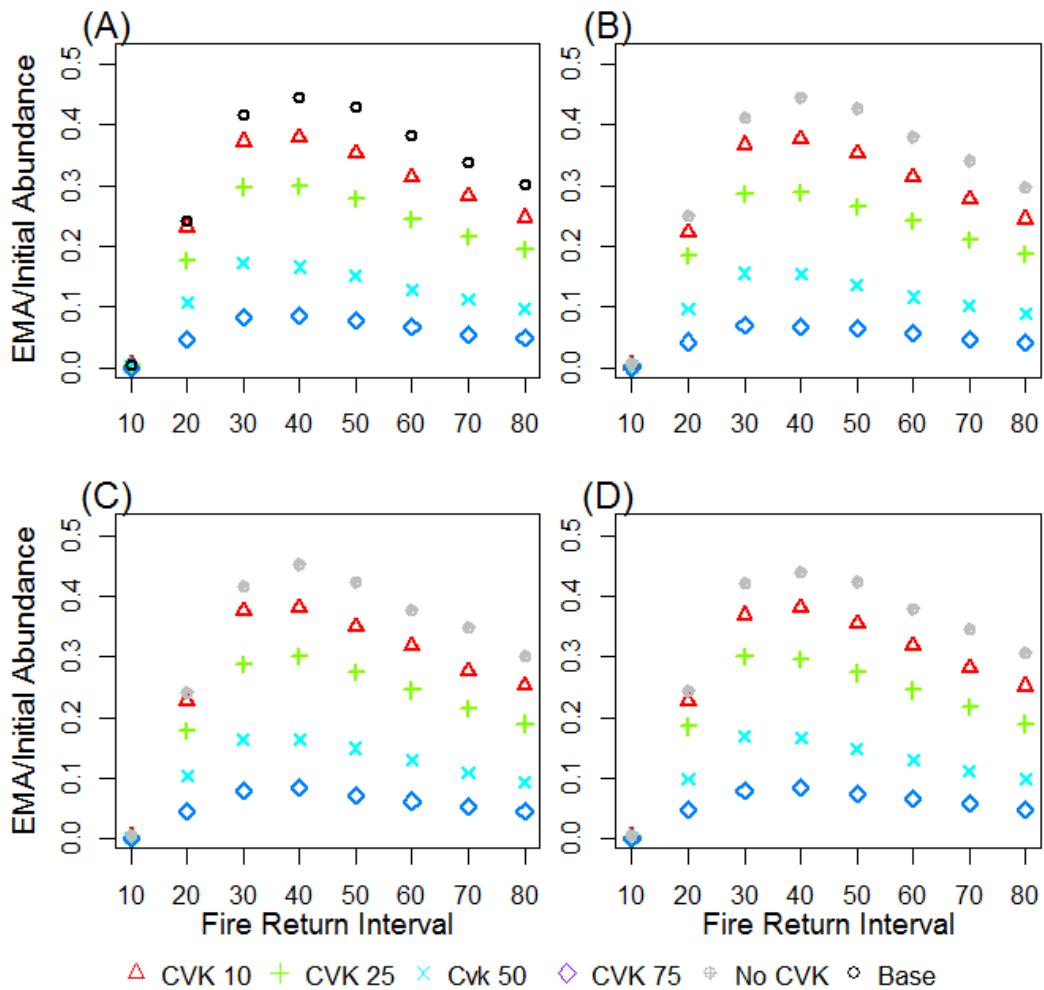 (A) (B)
EMA/Initial Abundance
0.5 0.5
0.4 0.4
0.3 0.3
0.2 0.2
0.1 0.1
0.0 0.0
10 20 30 40 50 60 70 80 10 20 30 40 50 60 70 80
(C) (D)
EMA/Initial Abundance
0.5 0.5
0.4 0.4
0.3 0.3
0.2 0.2
0.1 0.1
0.0 0.0
10 20 30 40 50 60 70 80 10 20 30 40 50 60 70 80
Fire Return Interval Fire Return Interval
CVK 10 CVK 25 Cvk 50 CVK 75 No CVK Base